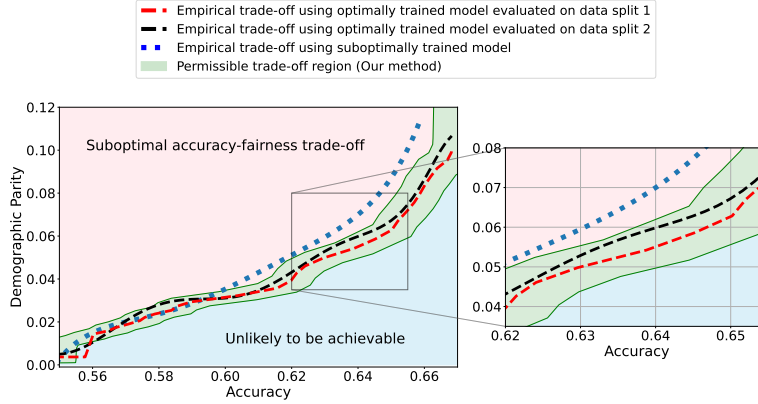 Empirical trade-off using optimally trained model evaluated on data split 1
Empirical trade-off using optimally trained model evaluated on data split 2
Empirical trade-off using suboptimally trained model
Permissible trade-off region (Our method)
0.12
0.10
0.08
0.06
0.04
0.02
0.00
Demographic Parity
Suboptimal accuracy-fairness trade-off
Unlikely to be achievable
0.56
0.58
0.60
0.62
0.64
0.66
Accuracy
0.08
0.07
0.06
0.05
0.04
0.62
0.63
0.64
0.65
Accuracy